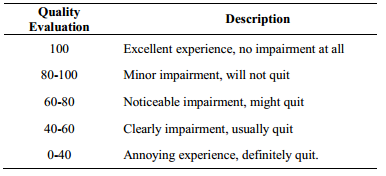 Quality Evaluation Description
100 Excellent experience, no impairment at all
80-100 Minor impairment, will not quit
60-80 Noticeable impairment, might quit
40-60 Clearly impairment, usually quit
0-40 Annoying experience, definitely quit.